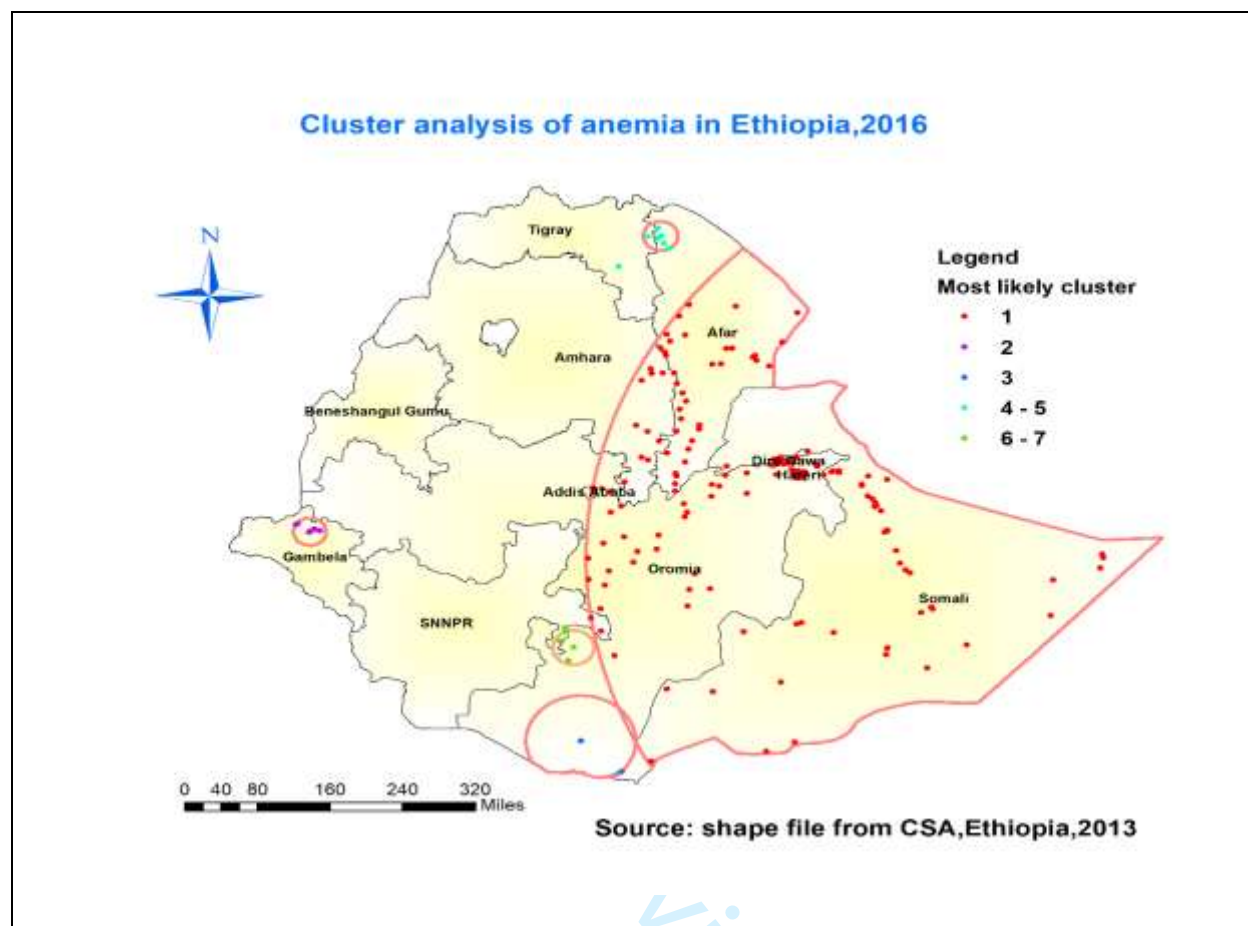 Cluster analysis of anemia in Ethiopia,2016
N
Tigray
Legend
Most likely cluster
1
2
3
4 - 5
6 - 7
Afar
Amhara
Beneshangul Gumu
Addis Ababa
Gambela
Oromia
Somali
SNNPR
0 40 80 160 240 320
Miles
Source: shape file from CSA,Ethiopia,2013